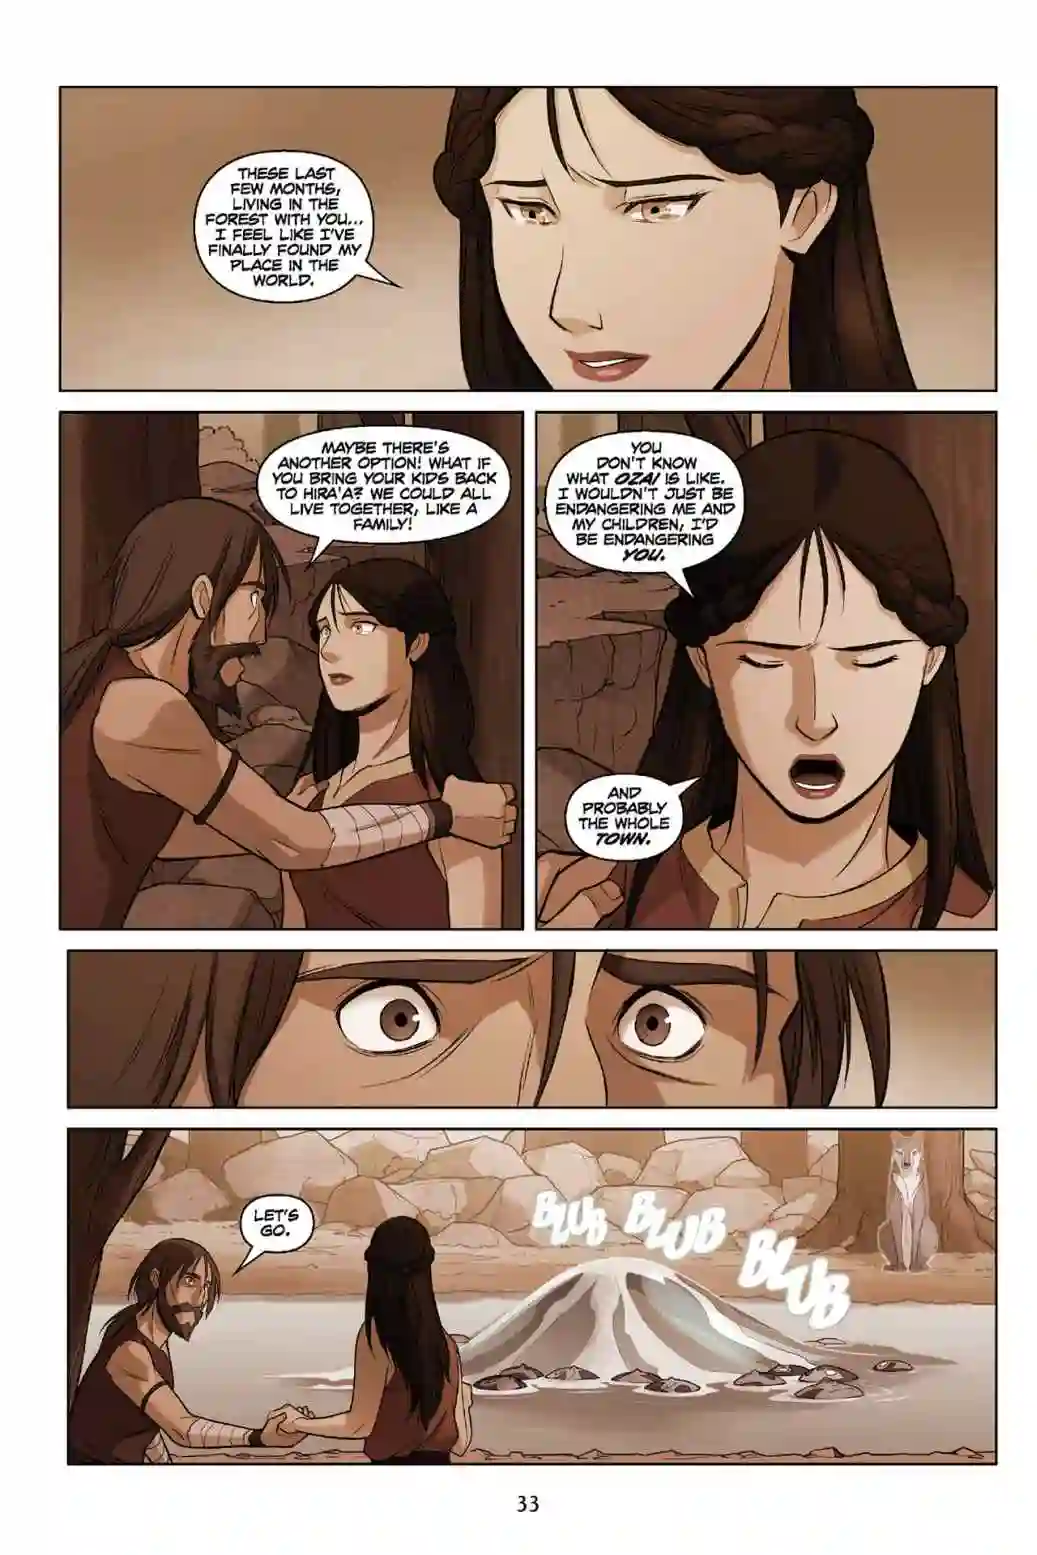 THESE LAST
FEW MONTHS,
LIVING IN THE
FOREST WITH YOU...
I FEEL LIKE I'VE
FINALLY FOUND MY
PLACE IN THE
WORLD.
MAYBE THERE'S
ANOTHER OPTION! WHAT IF
YOU BRING YOUR KIDS BACK
TO HIRA'A? WE COULD ALL
LIVE TOGETHER, LIKE A
FAMILY!
YOU
DON'T KNOW
WHAT OZAI IS LIKE.
I WOULDN'T JUST BE
ENDANGERING ME AND
MY CHILDREN, I'D
BE ENDANGERING
YOU.
AND
PROBABLY
THE WHOLE
TOWN.
LET'S
GO.
BLUB BLUB
BLUB
33